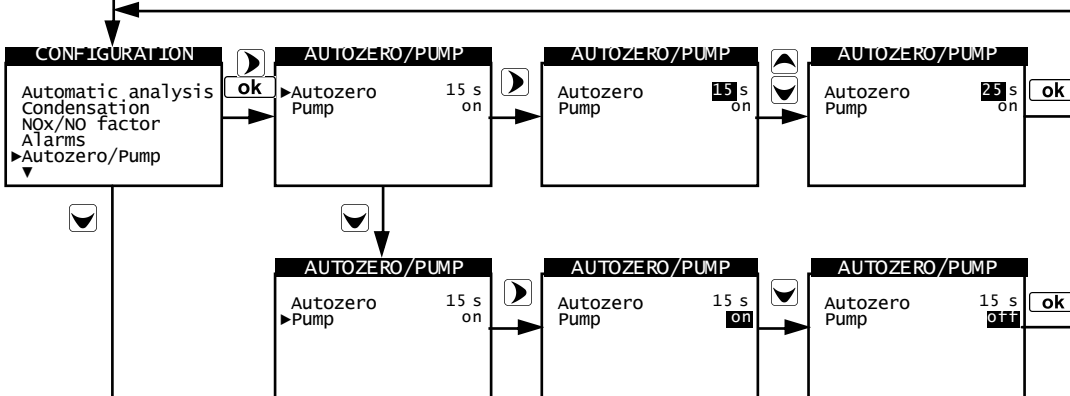 CONFIGURATION
Automatic analysis
Condensation
NOx/NO factor
Alarms
▶Autozero/Pump
▼
ok
AUTOZERO/PUMP
▶Autozero 15 s
Pump on
AUTOZERO/PUMP
Autozero 15 s
Pump on
AUTOZERO/PUMP
Autozero 25 s
Pump on
ok
AUTOZERO/PUMP
Autozero 15 s
▶Pump on
AUTOZERO/PUMP
Autozero 15 s
Pump on
AUTOZERO/PUMP
Autozero 15 s
Pump off
ok